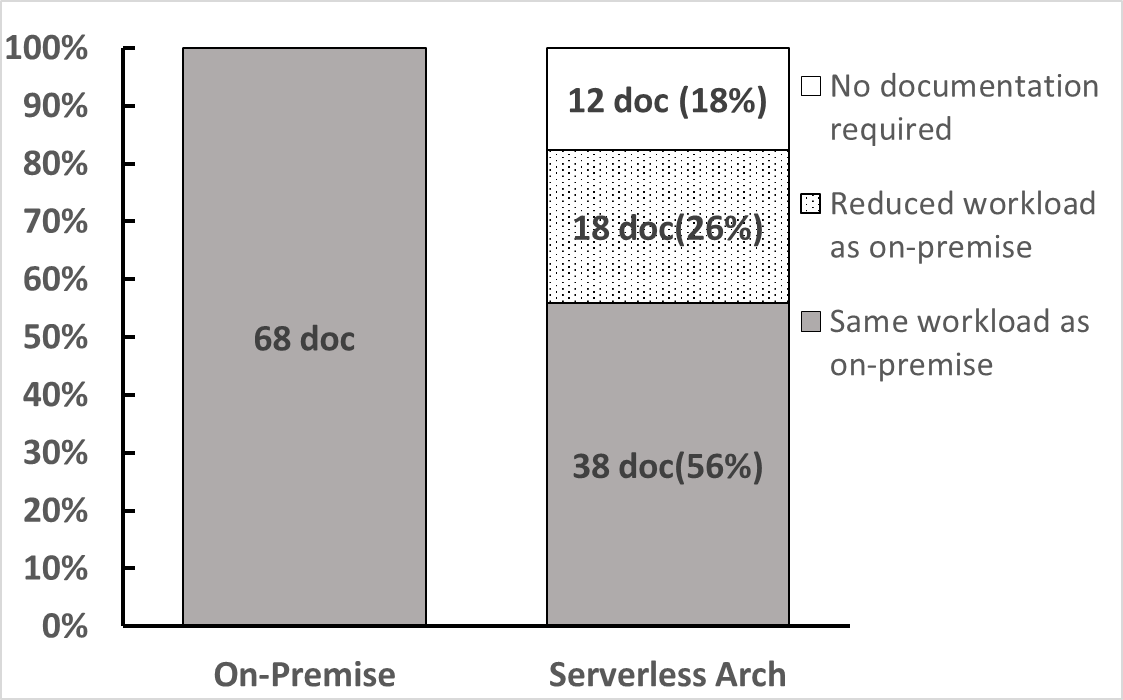 100%
90%
80%
70%
60%
50%
40%
30%
20%
10%
0%
68 doc
12 doc (18%)
18 doc(26%)
38 doc(56%)
On-Premise
Serverless Arch
No documentation
required
Reduced workload
as on-premise
Same workload as
on-premise